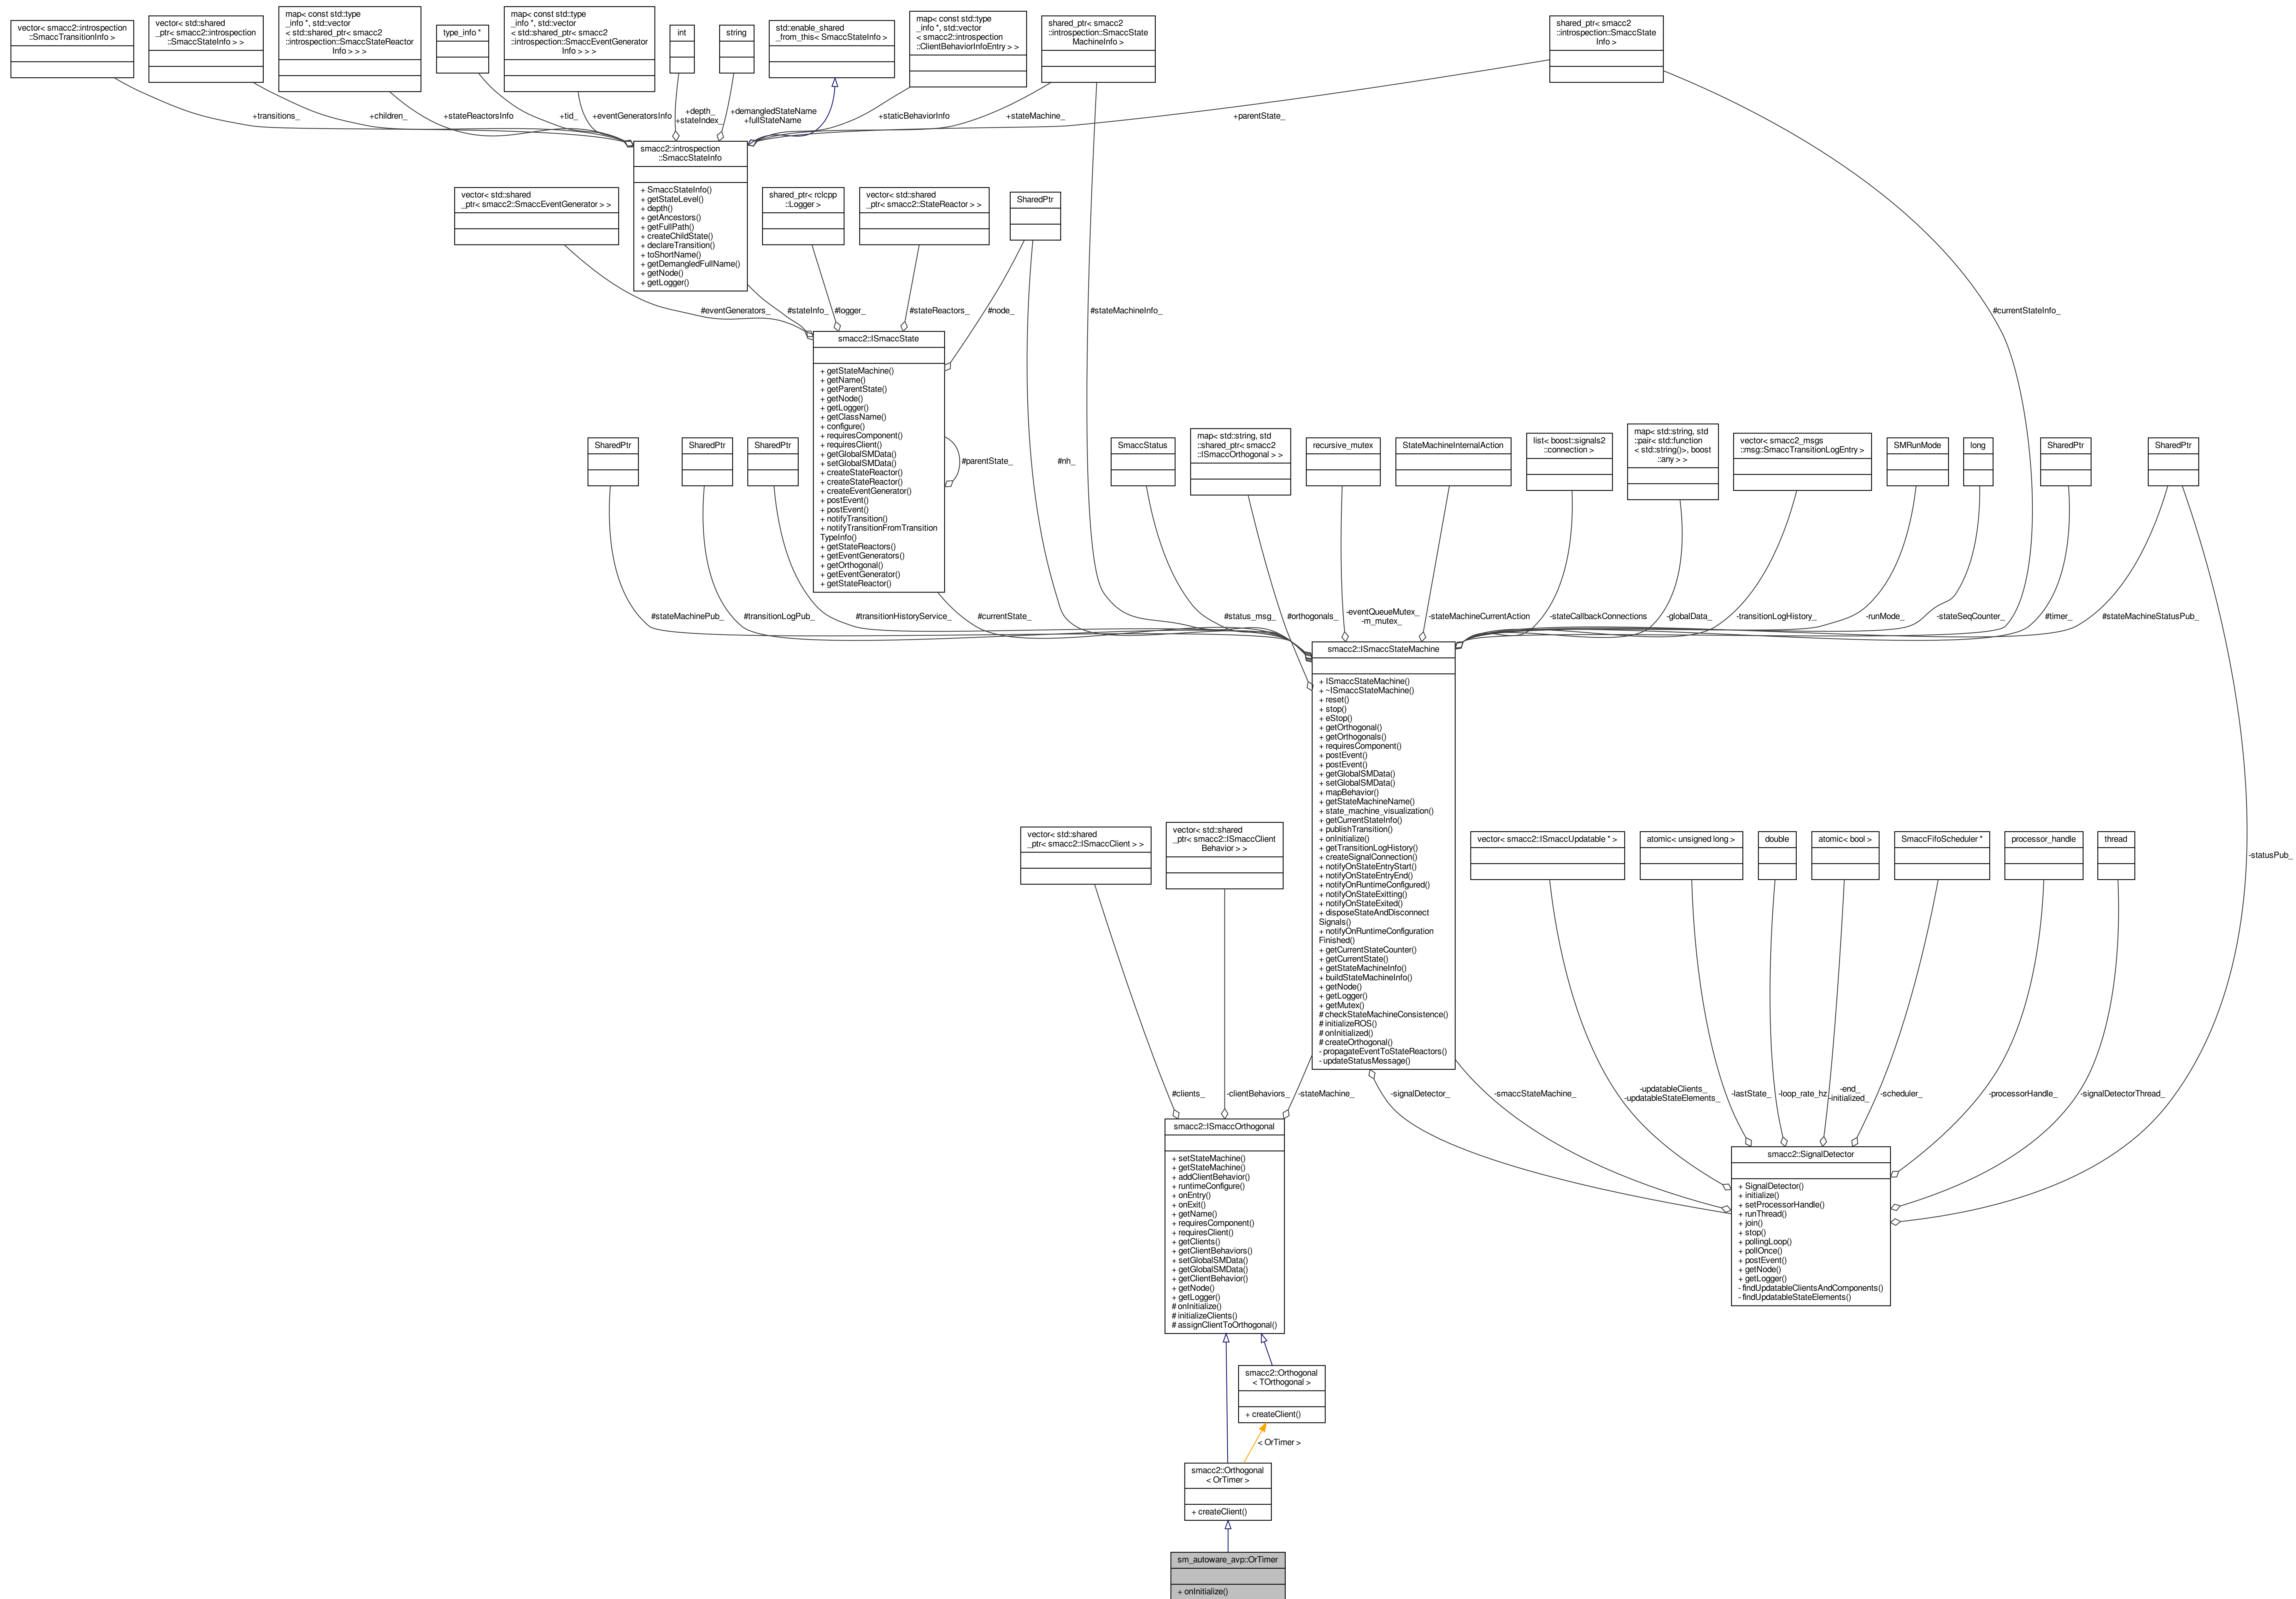 vector< smacc2::introspection
::SmaccTransitionInfo >
vector< std::shared
_ptr< smacc2::introspection
::SmaccStateInfo > >
map< const std::type
_info *, std::vector
< std::shared_ptr< smacc2
::introspection::SmaccStateReactor
Info > > >
type_info *
map< const std::type
_info *, std::vector
< std::shared_ptr< smacc2
::introspection::SmaccEventGenerator
Info > > >
int
string
std::enable_shared
_from_this< SmaccStateInfo >
map< const std::type
_info *, std::vector
< smacc2::introspection
::ClientBehaviorInfoEntry > >
shared_ptr< smacc2
::introspection::SmaccState
MachineInfo >
shared_ptr< smacc2
::introspection::SmaccState
Info >
+transitions_
+children_
+stateReactorsInfo
+tid_
+eventGeneratorsInfo
+depth_
+stateIndex_
+demangledStateName
+fullStateName
+staticBehaviorInfo
+stateMachine_
+parentState_
smacc2::introspection
::SmaccStateInfo
+ SmaccStateInfo()
+ getStateLevel()
+ depth()
+ getAncestors()
+ getFullPath()
+ createChildState()
+ declareTransition()
+ toShortName()
+ getDemangledFullName()
+ getNode()
+ getLogger()
vector< std::shared
_ptr< smacc2::SmaccEventGenerator > >
shared_ptr< rclcpp
::Logger >
vector< std::shared
_ptr< smacc2::StateReactor > >
SharedPtr
#eventGenerators_
#stateInfo_
#logger_
#stateReactors_
#node_
#stateMachineInfo_
#currentStateInfo_
smacc2::ISmaccState
+ getStateMachine()
+ getName()
+ getParentState()
+ getNode()
+ getLogger()
+ getClassName()
+ configure()
+ requiresComponent()
+ requiresClient()
+ getGlobalSMData()
+ setGlobalSMData()
+ createStateReactor()
+ createStateReactor()
+ createEventGenerator()
+ postEvent()
+ postEvent()
+ notifyTransition()
+ notifyTransitionFromTransition
TypeInfo()
+ getStateReactors()
+ getEventGenerators()
+ getOrthogonal()
+ getEventGenerator()
+ getStateReactor()
#parentState_
#nh_
SharedPtr
SharedPtr
SharedPtr
SmaccStatus
map< std::string, std
::shared_ptr< smacc2
::ISmaccOrthogonal > >
recursive_mutex
StateMachineInternalAction
list< boost::signals2
::connection >
map< std::string, std
::pair< std::function
< std::string()>, boost
::any > >
vector< smacc2_msgs
::msg::SmaccTransitionLogEntry >
SMRunMode
long
SharedPtr
SharedPtr
#stateMachinePub_
#transitionLogPub_
#transitionHistoryService_
#currentState_
#status_msg_
#orthogonals_
-eventQueueMutex_
-m_mutex_
-stateMachineCurrentAction
-stateCallbackConnections
-globalData_
-transitionLogHistory_
-runMode_
-stateSeqCounter_
#timer_
#stateMachineStatusPub_
smacc2::ISmaccStateMachine
+ ISmaccStateMachine()
+ ~ISmaccStateMachine()
+ reset()
+ stop()
+ eStop()
+ getOrthogonal()
+ getOrthogonals()
+ requiresComponent()
+ postEvent()
+ postEvent()
+ getGlobalSMData()
+ setGlobalSMData()
+ mapBehavior()
+ getStateMachineName()
+ state_machine_visualization()
+ getCurrentStateInfo()
+ publishTransition()
+ onInitialize()
+ getTransitionLogHistory()
+ createSignalConnection()
+ notifyOnStateEntryStart()
+ notifyOnStateEntryEnd()
+ notifyOnRuntimeConfigured()
+ notifyOnStateExitting()
+ notifyOnStateExited()
+ disposeStateAndDisconnect
Signals()
+ notifyOnRuntimeConfiguration
Finished()
+ getCurrentStateCounter()
+ getCurrentState()
+ getStateMachineInfo()
+ buildStateMachineInfo()
+ getNode()
+ getLogger()
+ getMutex()
# checkStateMachineConsistence()
# initializeROS()
# onInitialized()
# createOrthogonal()
- propagateEventToStateReactors()
- updateStatusMessage()
vector< std::shared
_ptr< smacc2::ISmaccClient > >
vector< std::shared
_ptr< smacc2::ISmaccClient
Behavior > >
vector< smacc2::ISmaccUpdatable * >
atomic< unsigned long >
double
atomic< bool >
SmaccFifoScheduler *
processor_handle
thread
-statusPub_
#clients_
-clientBehaviors_
-stateMachine_
-signalDetector_
-smaccStateMachine_
-updatableClients_
-updatableStateElements_
-lastState_
-loop_rate_hz
-end_
-initialized_
-scheduler_
-processorHandle_
-signalDetectorThread_
smacc2::ISmaccOrthogonal
+ setStateMachine()
+ getStateMachine()
+ addClientBehavior()
+ runtimeConfigure()
+ onEntry()
+ onExit()
+ getName()
+ requiresComponent()
+ requiresClient()
+ getClients()
+ getClientBehaviors()
+ setGlobalSMData()
+ getGlobalSMData()
+ getClientBehavior()
+ getNode()
+ getLogger()
# onInitialize()
# initializeClients()
# assignClientToOrthogonal()
smacc2::SignalDetector
+ SignalDetector()
+ initialize()
+ setProcessorHandle()
+ runThread()
+ join()
+ stop()
+ pollingLoop()
+ pollOnce()
+ postEvent()
+ getNode()
+ getLogger()
- findUpdatableClientsAndComponents()
- findUpdatableStateElements()
smacc2::Orthogonal
< TOrthogonal >
+ createClient()
< OrTimer >
smacc2::Orthogonal
< OrTimer >
+ createClient()
sm_autoware_avp::OrTimer
+ onInitialize()